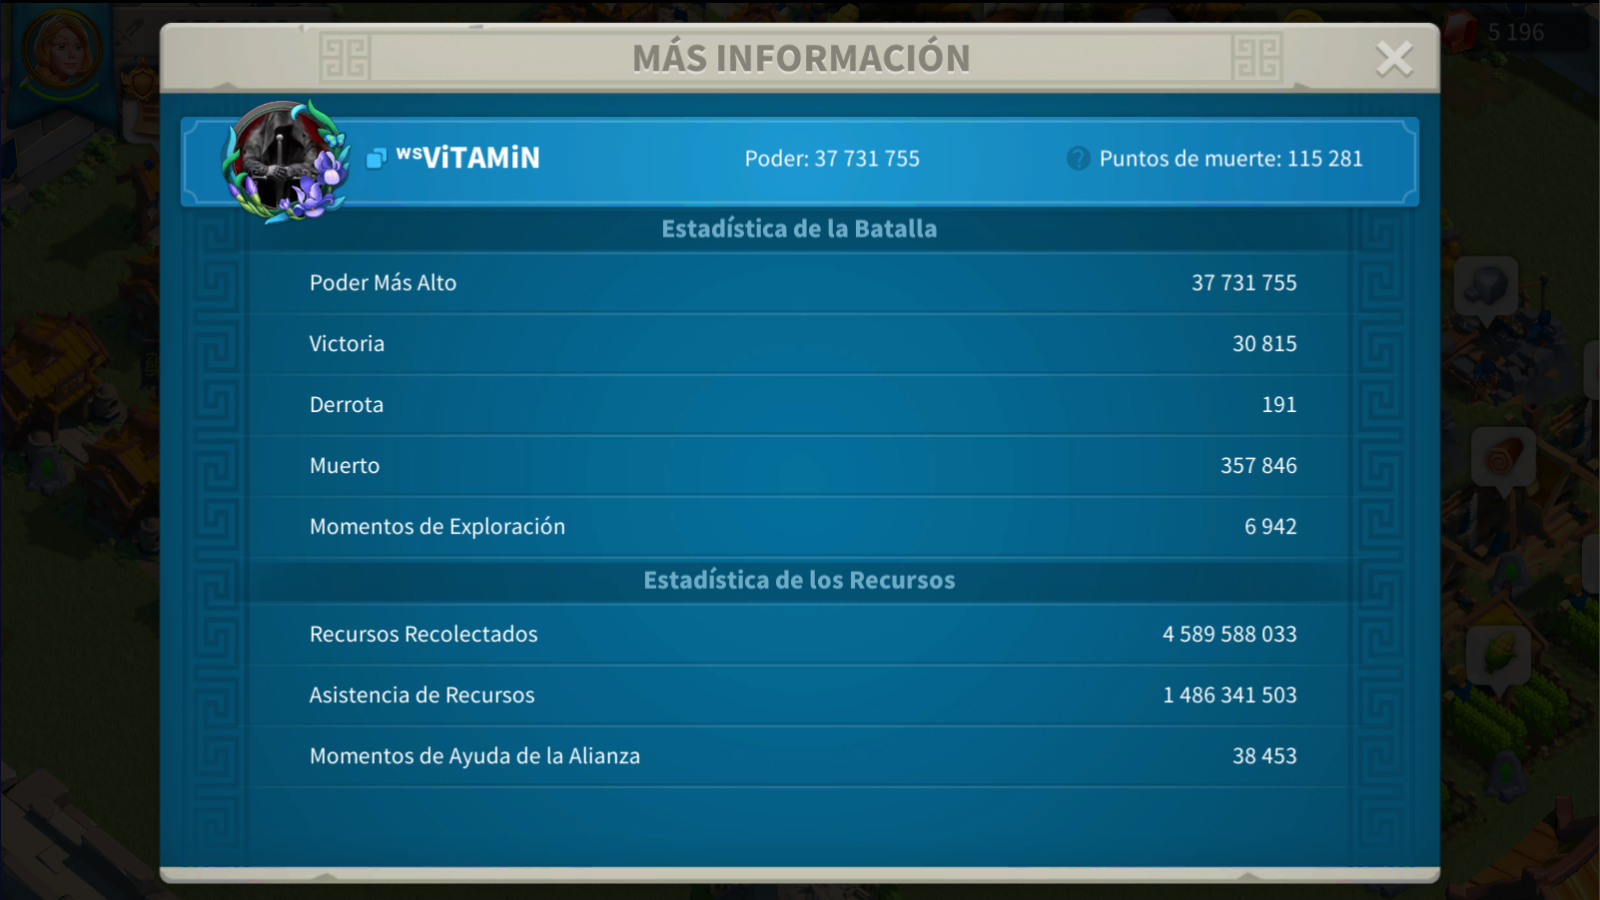 5 196
MÁS INFORMACIÓN
ᵂˢViTAMiN Poder: 37 731 755 ? Puntos de muerte: 115 281
Estadística de la Batalla
Poder Más Alto 37 731 755
Victoria 30 815
Derrota 191
Muerto 357 846
Momentos de Exploración 6 942
Estadística de los Recursos
Recursos Recolectados 4 589 588 033
Asistencia de Recursos 1 486 341 503
Momentos de Ayuda de la Alianza 38 453